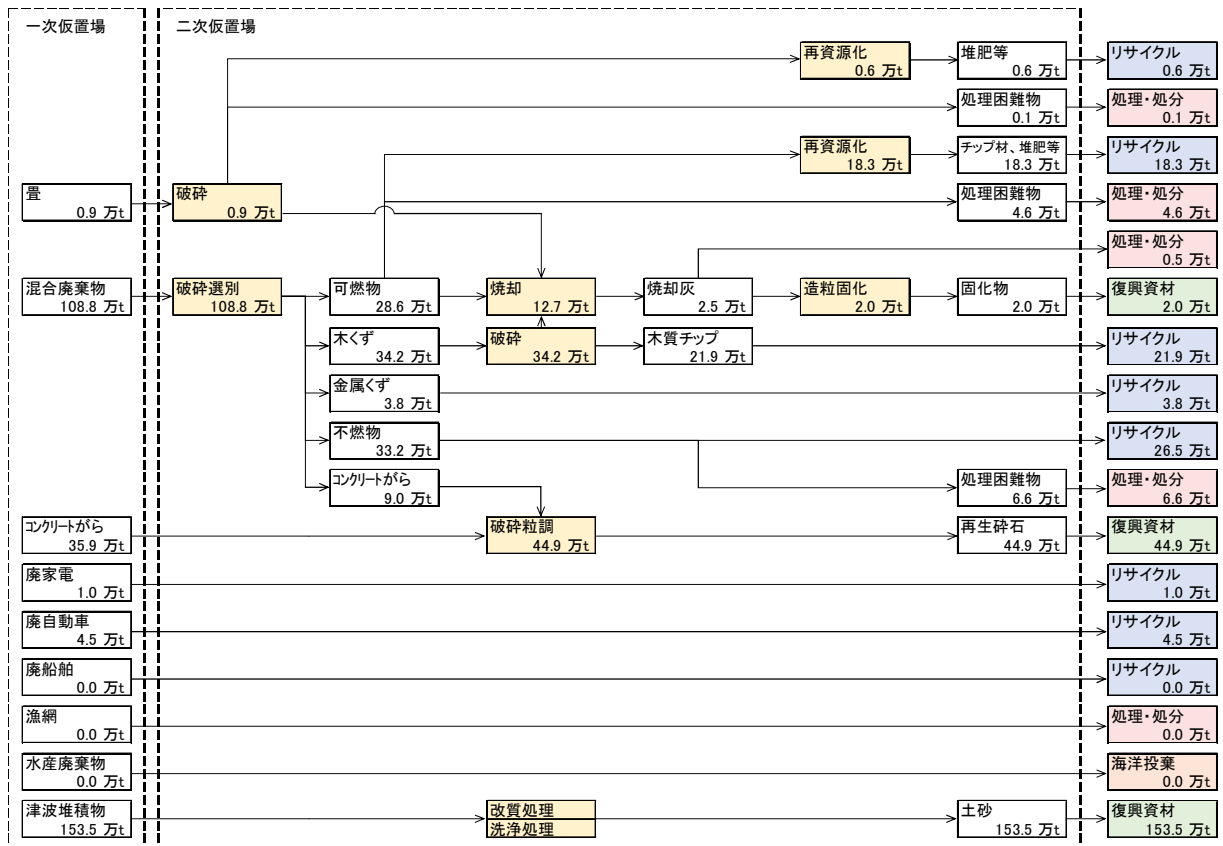 一次仮置場
二次仮置場
再資源化
0.6 万t
堆肥等
0.6 万t
リサイクル
0.6 万t
処理困難物
0.1 万t
処理・処分
0.1 万t
再資源化
18.3 万t
チップ材、堆肥等
18.3 万t
リサイクル
18.3 万t
畳
0.9 万t
破砕
0.9 万t
処理困難物
4.6 万t
処理・処分
4.6 万t
処理・処分
0.5 万t
混合廃棄物
108.8 万t
破砕選別
108.8 万t
可燃物
28.6 万t
焼却
12.7 万t
焼却灰
2.5 万t
造粒固化
2.0 万t
固化物
2.0 万t
復興資材
2.0 万t
木くず
34.2 万t
破砕
34.2 万t
木質チップ
21.9 万t
リサイクル
21.9 万t
金属くず
3.8 万t
リサイクル
3.8 万t
不燃物
33.2 万t
リサイクル
26.5 万t
コンクリートがら
9.0 万t
処理困難物
6.6 万t
処理・処分
6.6 万t
コンクリートがら
35.9 万t
破砕粒調
44.9 万t
再生砕石
44.9 万t
復興資材
44.9 万t
廃家電
1.0 万t
リサイクル
1.0 万t
廃自動車
4.5 万t
リサイクル
4.5 万t
廃船舶
0.0 万t
リサイクル
0.0 万t
漁網
0.0 万t
処理・処分
0.0 万t
水産廃棄物
0.0 万t
海洋投棄
0.0 万t
津波堆積物
153.5 万t
改質処理
洗浄処理
土砂
153.5 万t
復興資材
153.5 万t